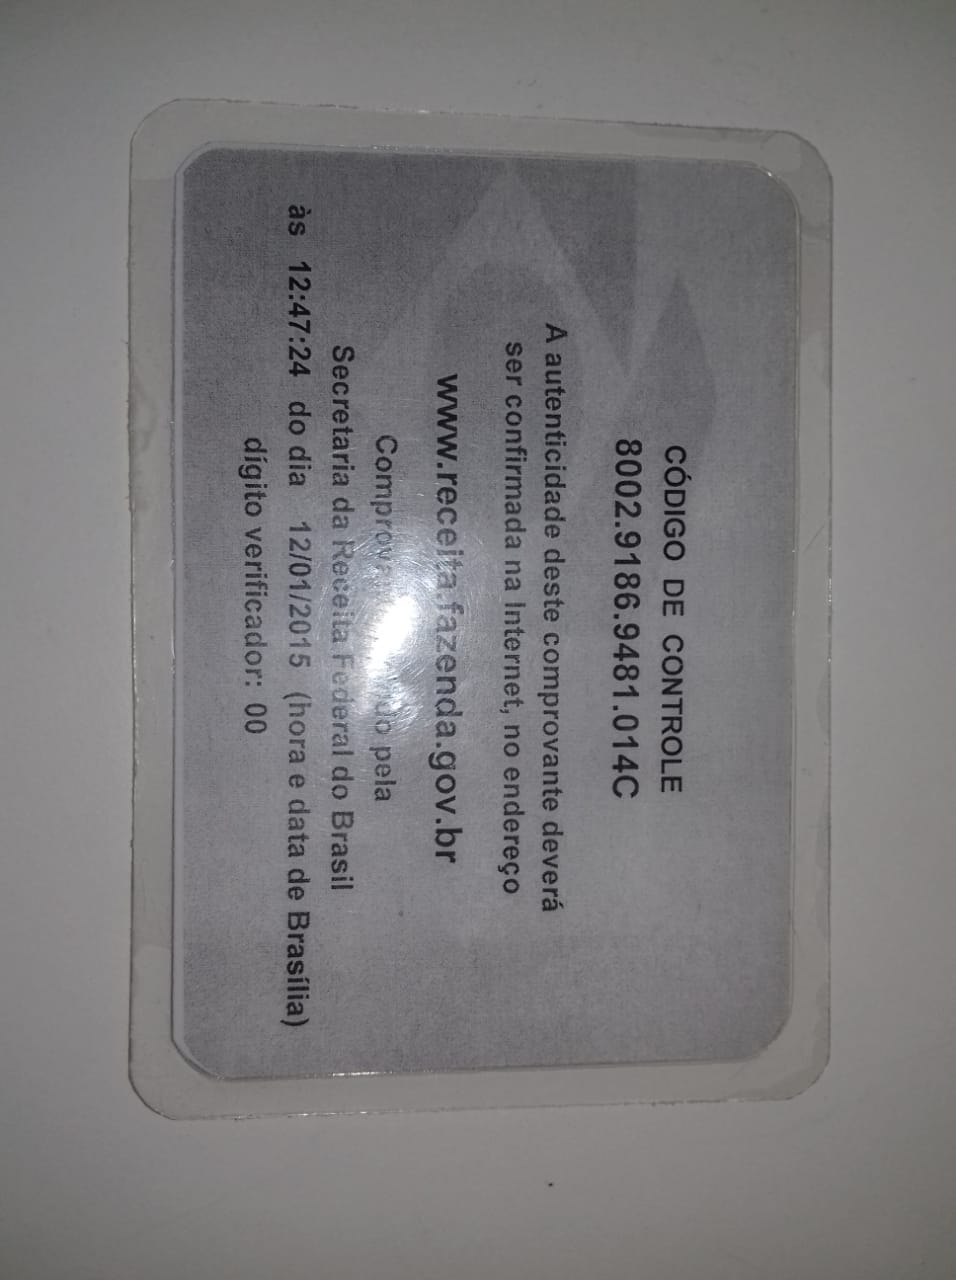 CÓDIGO DE CONTROLE
8002.9186.9481.014C
A autenticidade deste comprovante deverá
ser confirmada na Internet, no endereço
www.receita.fazenda.gov.br
pela
Secretaria da Receita Federal do Brasil
às 12:47:24 do dia 12/01/2015 (hora e data de Brasília)
dígito verificador: 00